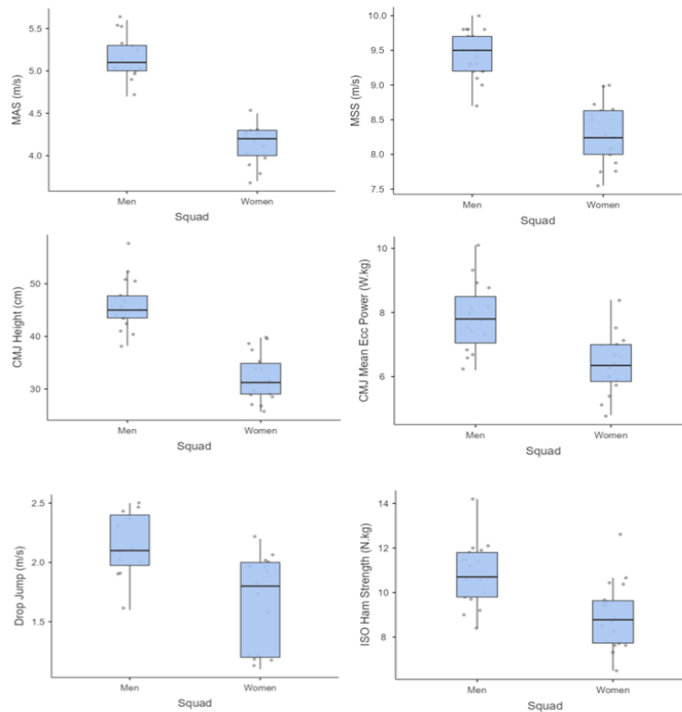 MAS (m/s)
5.5
5.0
4.5
4.0
Men
Women
Squad
MSS (m/s)
10.0
9.5
9.0
8.5
8.0
7.5
Men
Women
Squad
CMJ Height (cm)
50
40
30
Men
Women
Squad
CMJ Mean Ecc Power (W.kg)
10
8
6
Men
Women
Squad
Drop Jump (m/s)
2.5
2.0
1.5
Men
Women
Squad
ISO Ham Strength (N.kg)
14
12
10
8
Men
Women
Squad